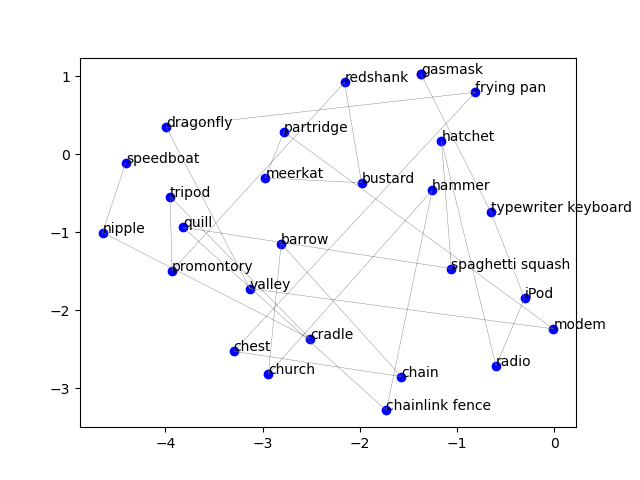 gasmask
redshank
frying pan
dragonfly
partridge
hatchet
speedboat
meerkat
bustard
hammer
tripod
typewriter keyboard
quill
nipple
barrow
promontory
spaghetti squash
valley
iPod
modem
cradle
chest
radio
church
chain
chainlink fence
1
0
−1
−2
−3
−4
−3
−2
−1
0